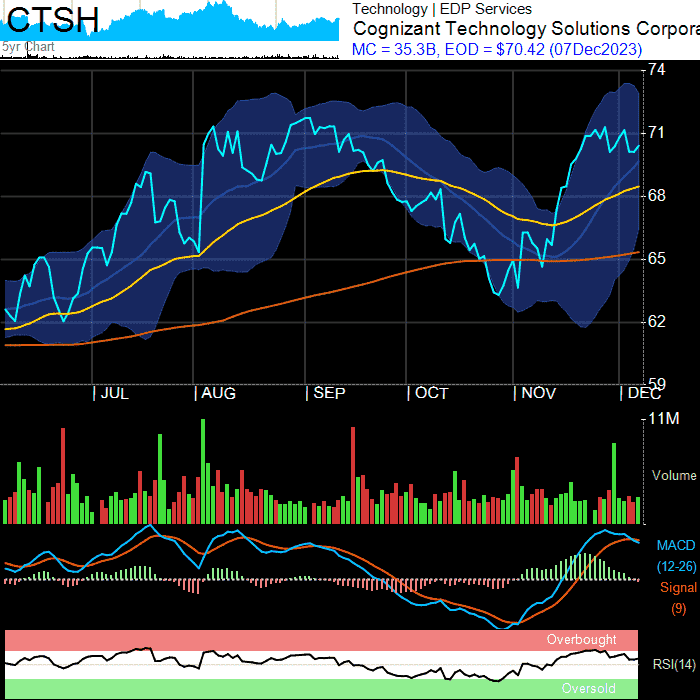 CTSH
5yr Chart
Technology | EDP Services
Cognizant Technology Solutions Corpora
MC = 35.3B, EOD = $70.42 (07Dec2023)
74
71
68
65
62
59
JUL AUG SEP OCT NOV DEC
11M
Volume
MACD
(12-26)
Signal
(9)
Overbought
RSI(14)
Oversold